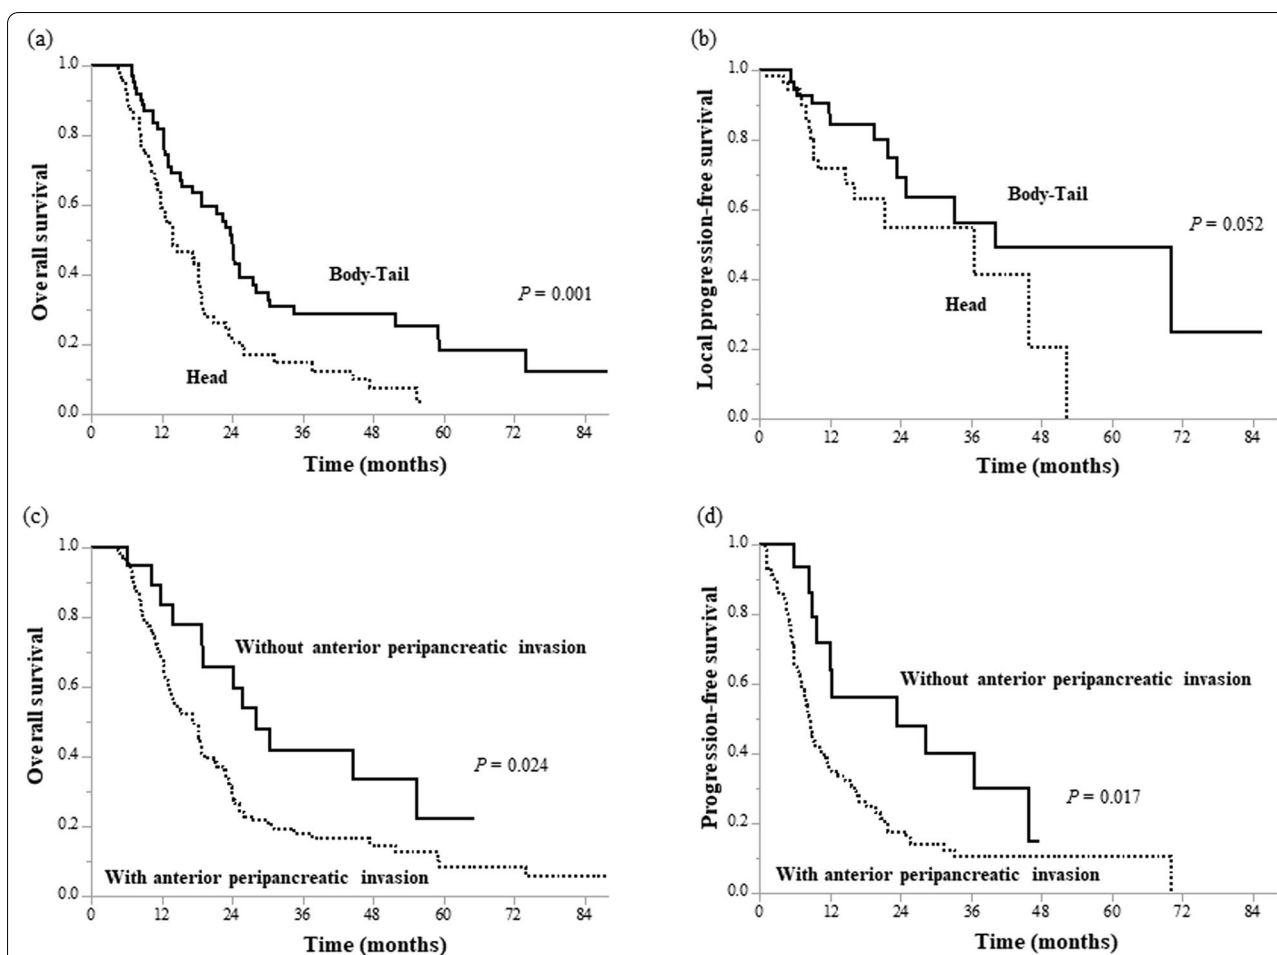 (a)
Overall survival
1.0
0.8
0.6
0.4
0.2
0.0
Body-Tail
P = 0.001
Head
0 12 24 36 48 60 72 84
Time (months)
(b)
Local progression-free survival
1.0
0.8
0.6
0.4
0.2
0.0
Body-Tail
P = 0.052
Head
0 12 24 36 48 60 72 84
Time (months)
(c)
Overall survival
1.0
0.8
0.6
0.4
0.2
0.0
Without anterior peripancreatic invasion
P = 0.024
With anterior peripancreatic invasion
0 12 24 36 48 60 72 84
Time (months)
(d)
Progression-free survival
1.0
0.8
0.6
0.4
0.2
0.0
Without anterior peripancreatic invasion
P = 0.017
With anterior peripancreatic invasion
0 12 24 36 48 60 72 84
Time (months)